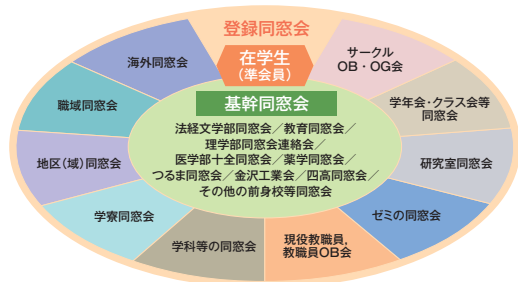 登録同窓会
在学生
（準会員）
サークル
OB・OG会
学年会・クラス会等
同窓会
研究室同窓会
ゼミの同窓会
現役教職員，
教職員OB会
学科等の同窓会
学寮同窓会
地区（域）同窓会
職域同窓会
海外同窓会
基幹同窓会
法経文学部同窓会／教育同窓会／
理学部同窓会連絡会／
医学部十全同窓会／薬学同窓会／
つるま同窓会／金沢工業会／四高同窓会／
その他の前身校等同窓会